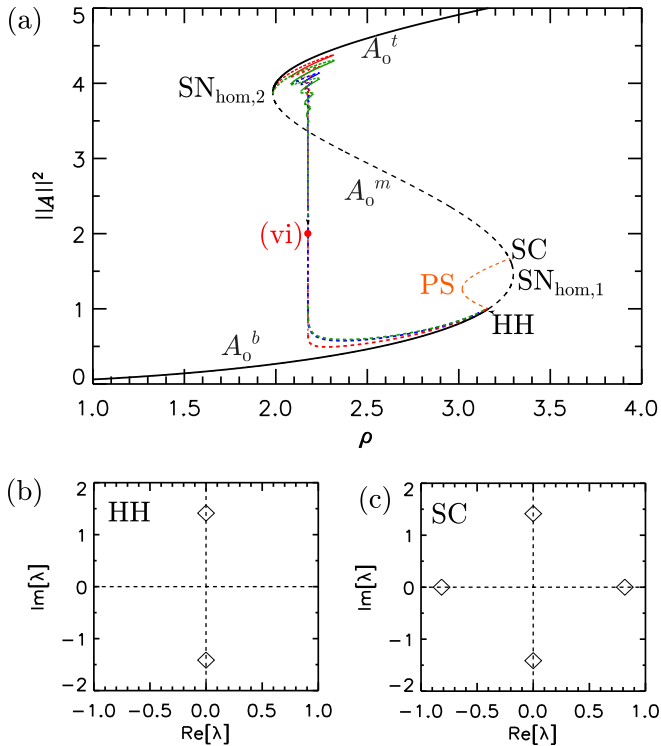 (a)
5
4
3
2
1
0
||A||²
A_o^t
SN_hom,2
A_o^m
(vi)
SC
PS
SN_hom,1
HH
A_o^b
1.0 1.5 2.0 2.5 3.0 3.5 4.0
ρ
(b)
HH
2
1
0
−1
−2
Im[λ]
−1.0 −0.5 0.0 0.5 1.0
Re[λ]
(c)
SC
2
1
0
−1
−2
Im[λ]
−1.0 −0.5 0.0 0.5 1.0
Re[λ]